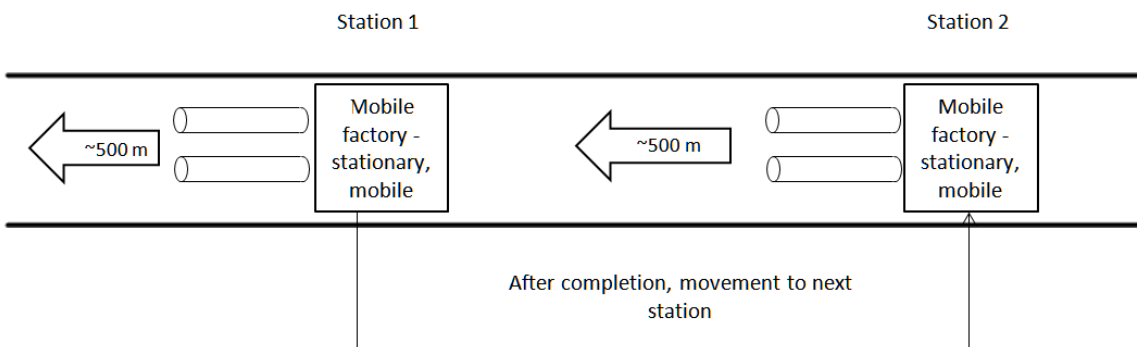 Station 1
Station 2
~500 m
Mobile
factory -
stationary,
mobile
~500 m
Mobile
factory -
stationary,
mobile
After completion, movement to next
station